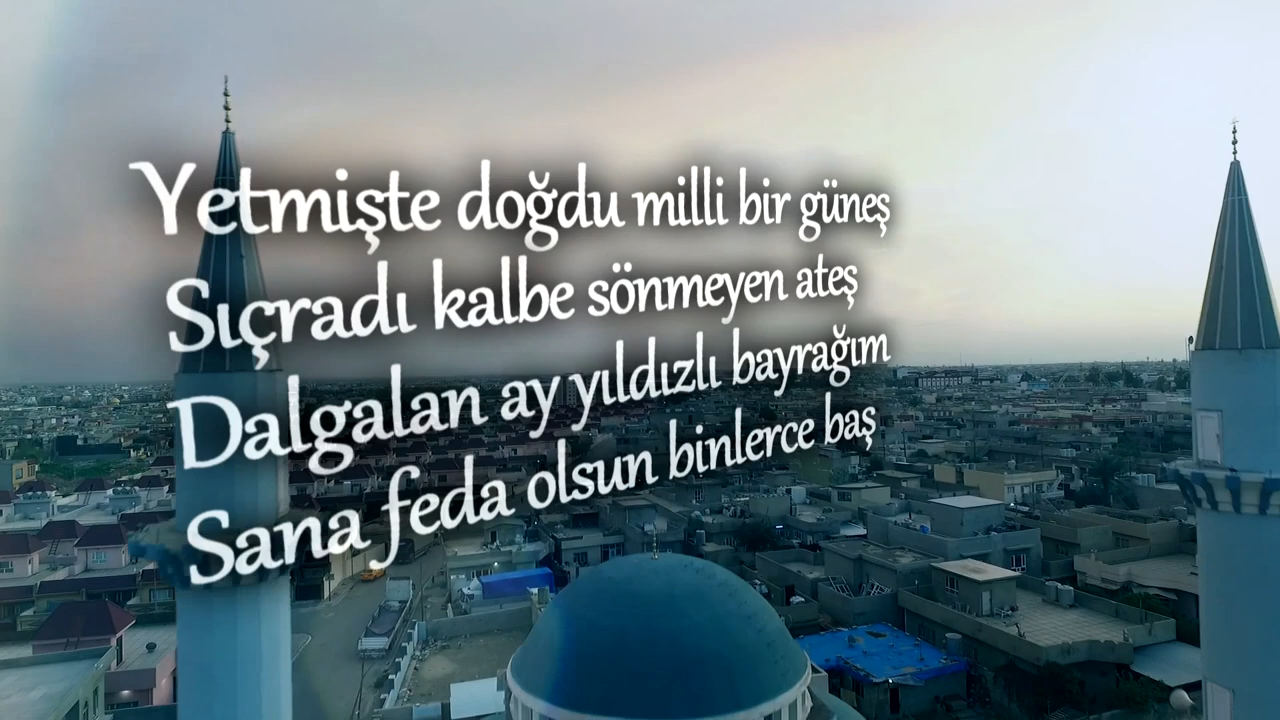 Yetmişte doğdu milli bir güneş
Sıçradı kalbe sönmeyen ateş
Dalgalan ay yıldızlı bayrağım
Sana feda olsun binlerce baş